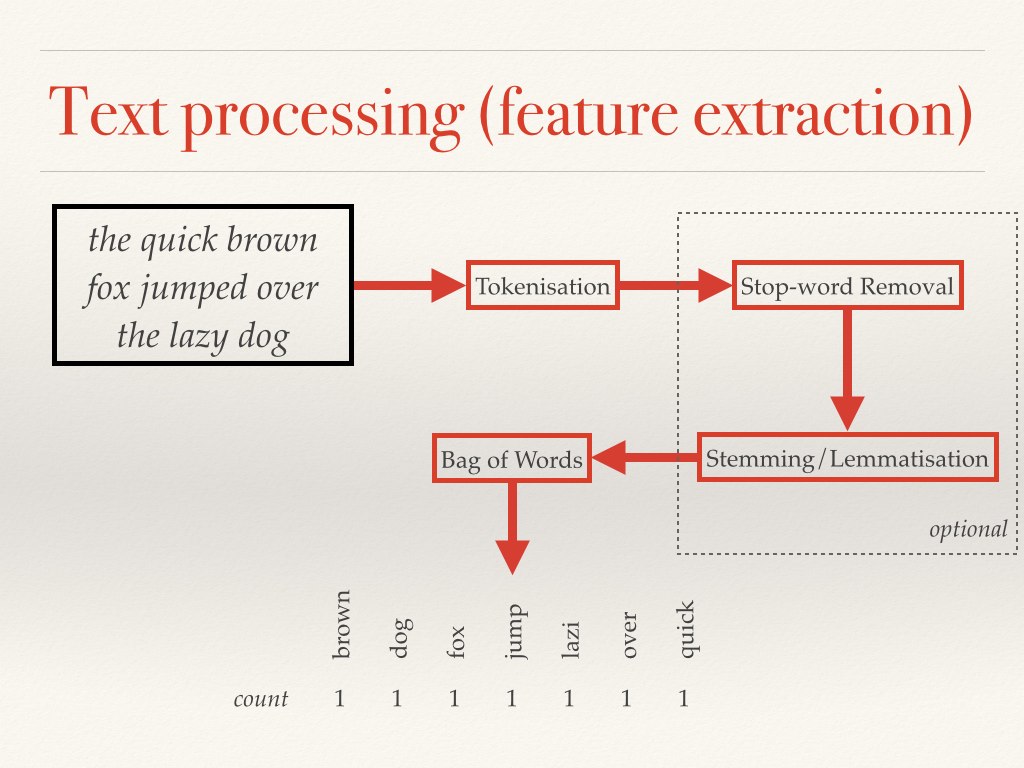 Text processing (feature extraction)
the quick brown
fox jumped over
the lazy dog
Tokenisation
Stop-word Removal
Stemming/Lemmatisation
optional
Bag of Words
brown dog fox jump lazi over quick
count 1 1 1 1 1 1 1